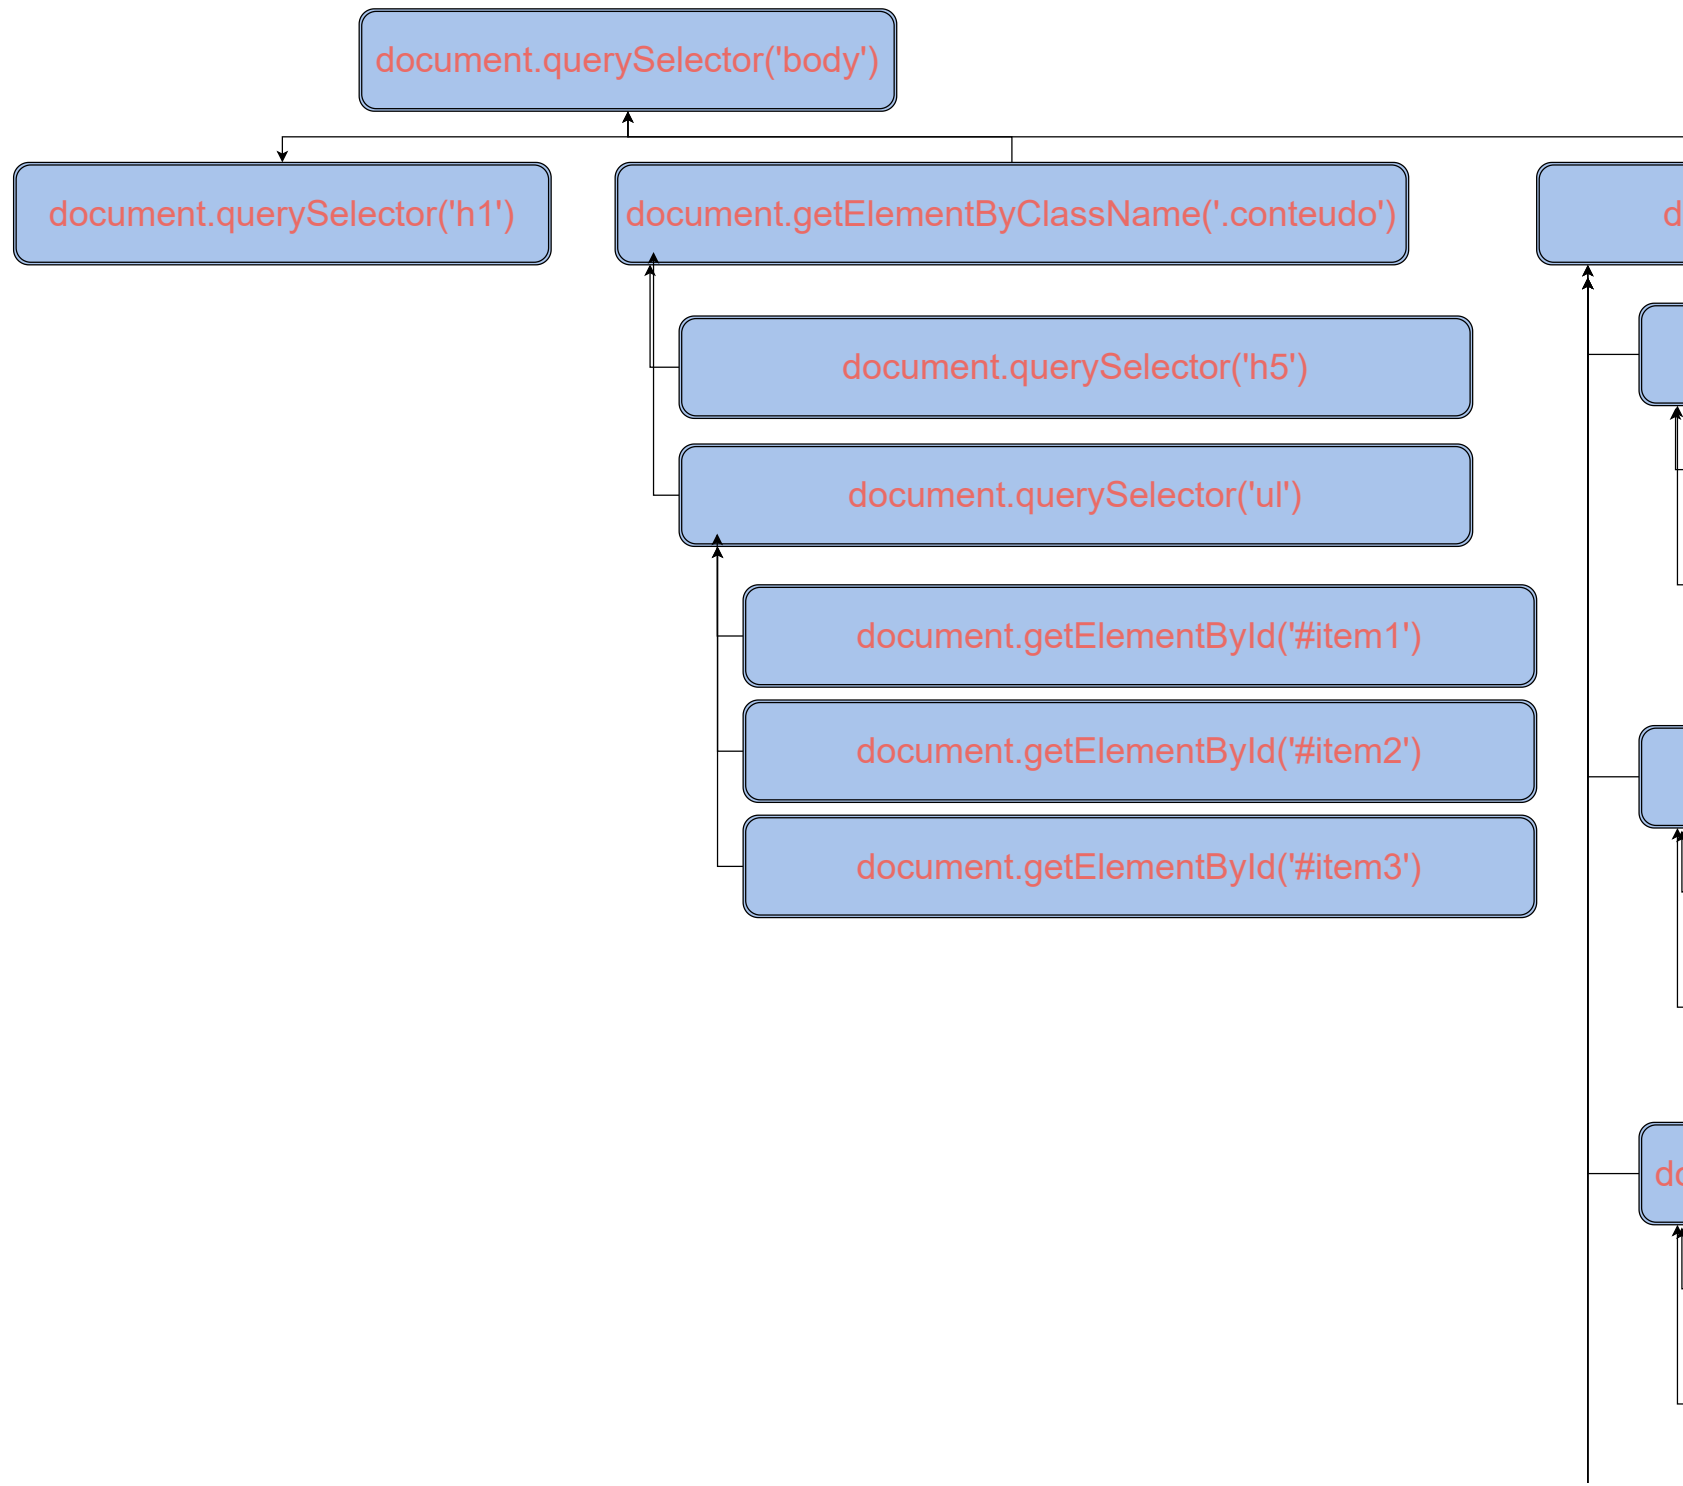 document.querySelector('body')
document.querySelector('h1')
document.getElementByClassName('.conteudo')
document.querySelector('h5')
document.querySelector('ul')
document.getElementById('#item1')
document.getElementById('#item2')
document.getElementById('#item3')